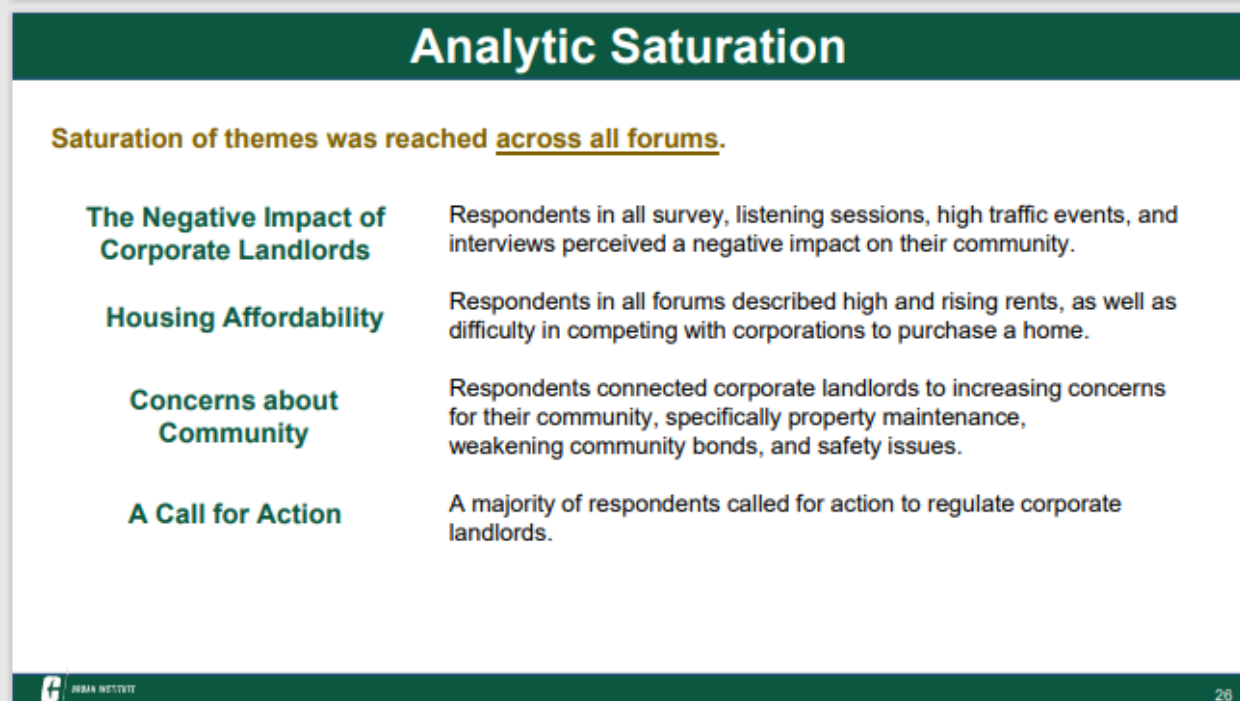 Analytic Saturation
Saturation of themes was reached across all forums.
The Negative Impact of
Corporate Landlords
Respondents in all survey, listening sessions, high traffic events, and
interviews perceived a negative impact on their community.
Housing Affordability
Respondents in all forums described high and rising rents, as well as
difficulty in competing with corporations to purchase a home.
Concerns about
Community
Respondents connected corporate landlords to increasing concerns
for their community, specifically property maintenance,
weakening community bonds, and safety issues.
A Call for Action
A majority of respondents called for action to regulate corporate
landlords.
URBAN INSTITUTE
26